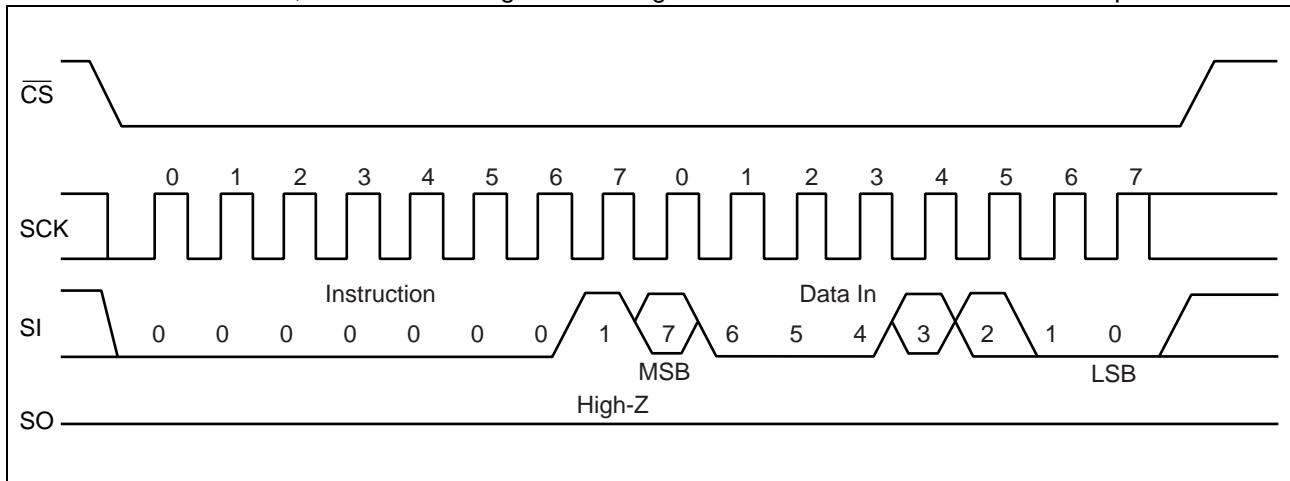 CS
0 1 2 3 4 5 6 7 0 1 2 3 4 5 6 7
SCK
Instruction Data In
SI 0 0 0 0 0 0 0 1 7 6 5 4 3 2 1 0
MSB LSB
High-Z
SO